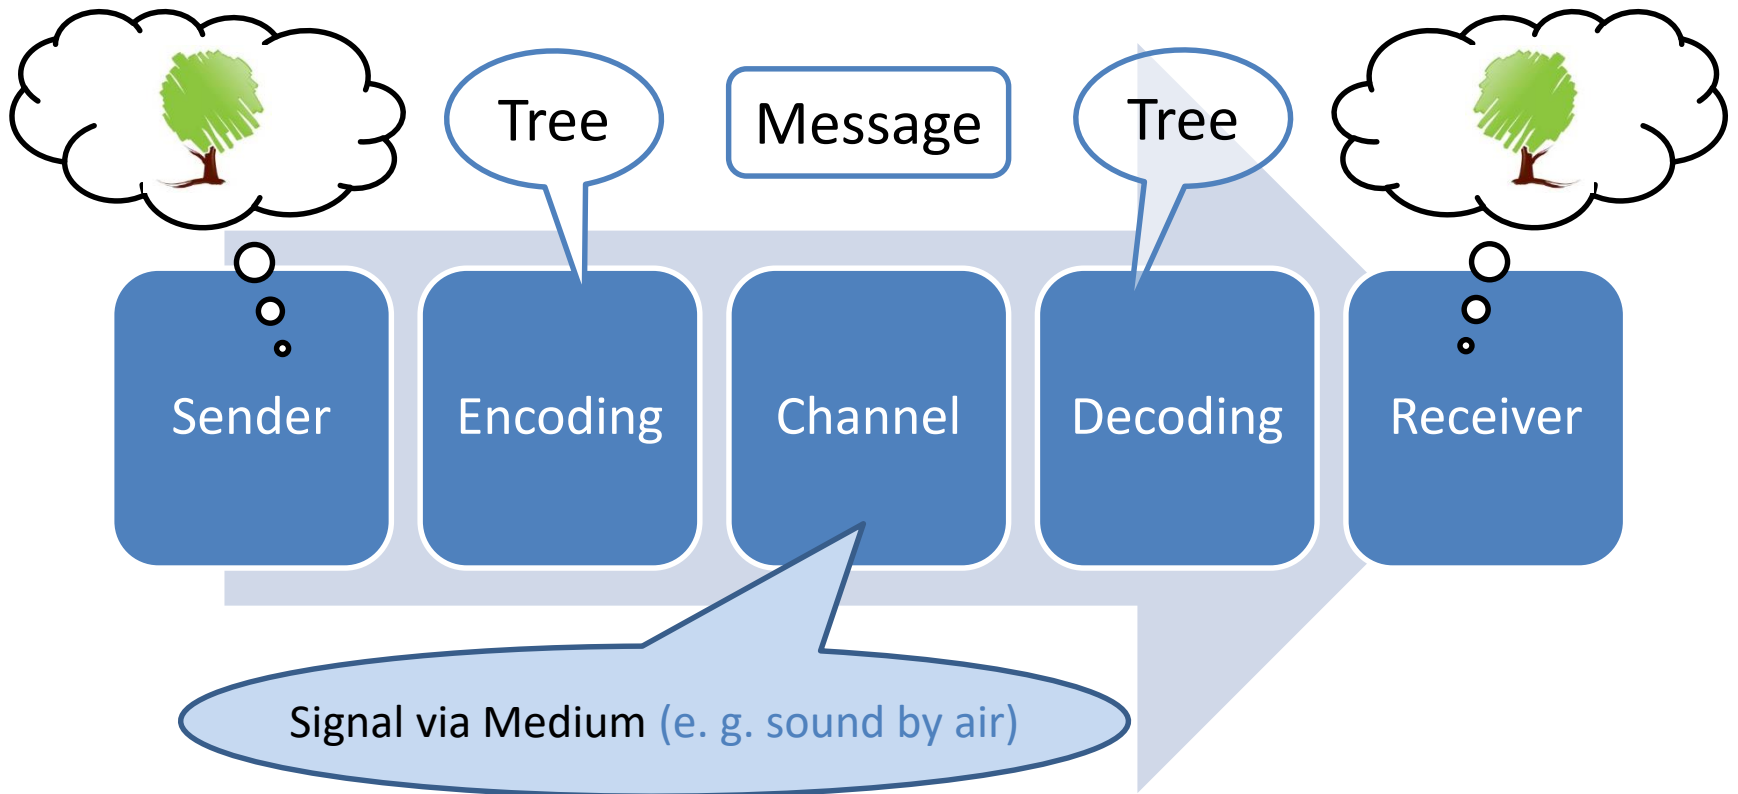 Tree
Message
Tree
Sender
Encoding
Channel
Decoding
Receiver
Signal via Medium (e. g. sound by air)